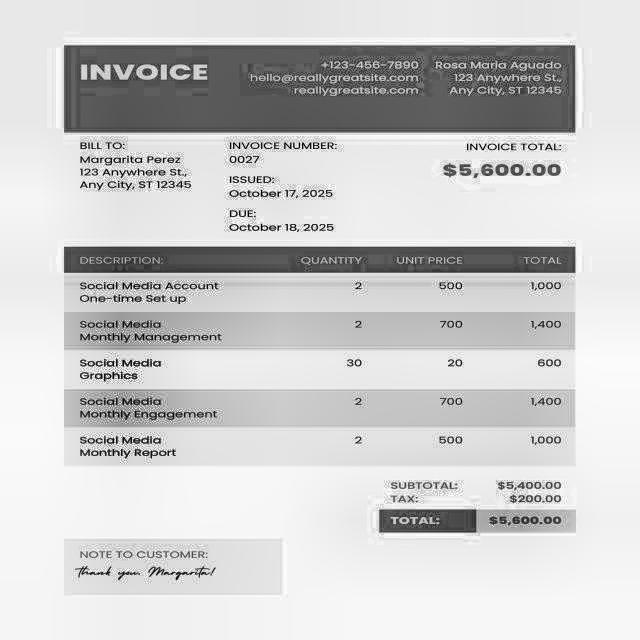 INVOICE
+123-456-7890
hello@reallygreatsite.com
reallygreatsite.com
Rosa Maria Aguado
123 Anywhere St.,
Any City, ST 12345
BILL TO:
Margarita Perez
123 Anywhere St.,
Any City, ST 12345
INVOICE NUMBER:
0027
ISSUED:
October 17, 2025
DUE:
October 18, 2025
INVOICE TOTAL:
$5,600.00
DESCRIPTION: QUANTITY UNIT PRICE TOTAL
Social Media Account 2 500 1,000
One-time Set up
Social Media 2 700 1,400
Monthly Management
Social Media 30 20 600
Graphics
Social Media 2 700 1,400
Monthly Engagement
Social Media 2 500 1,000
Monthly Report
SUBTOTAL: $5,400.00
TAX: $200.00
TOTAL: $5,600.00
NOTE TO CUSTOMER:
Thank you, Margarita!